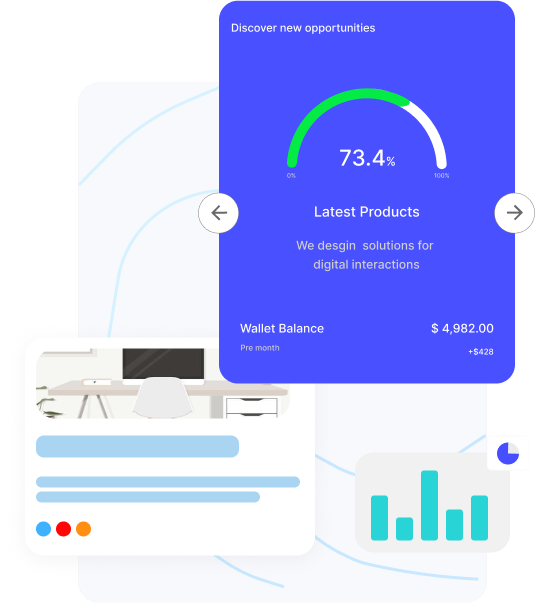 Discover new opportunities
73.4%
0% 100%
Latest Products
We desgin solutions for
digital interactions
Wallet Balance $ 4,982.00
Pre month +$428